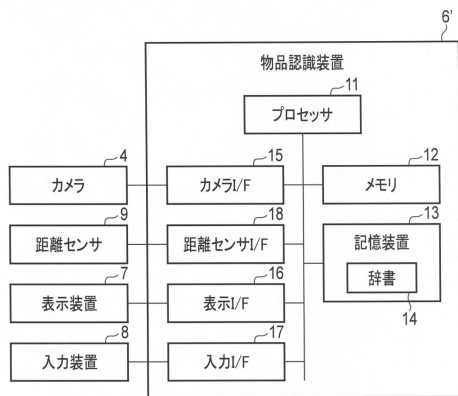 6'
物品認識装置
11
プロセッサ
4
カメラ
15
カメラI/F
12
メモリ
9
距離センサ
18
距離センサI/F
13
記憶装置
辞書
14
7
表示装置
16
表示I/F
8
入力装置
17
入力I/F